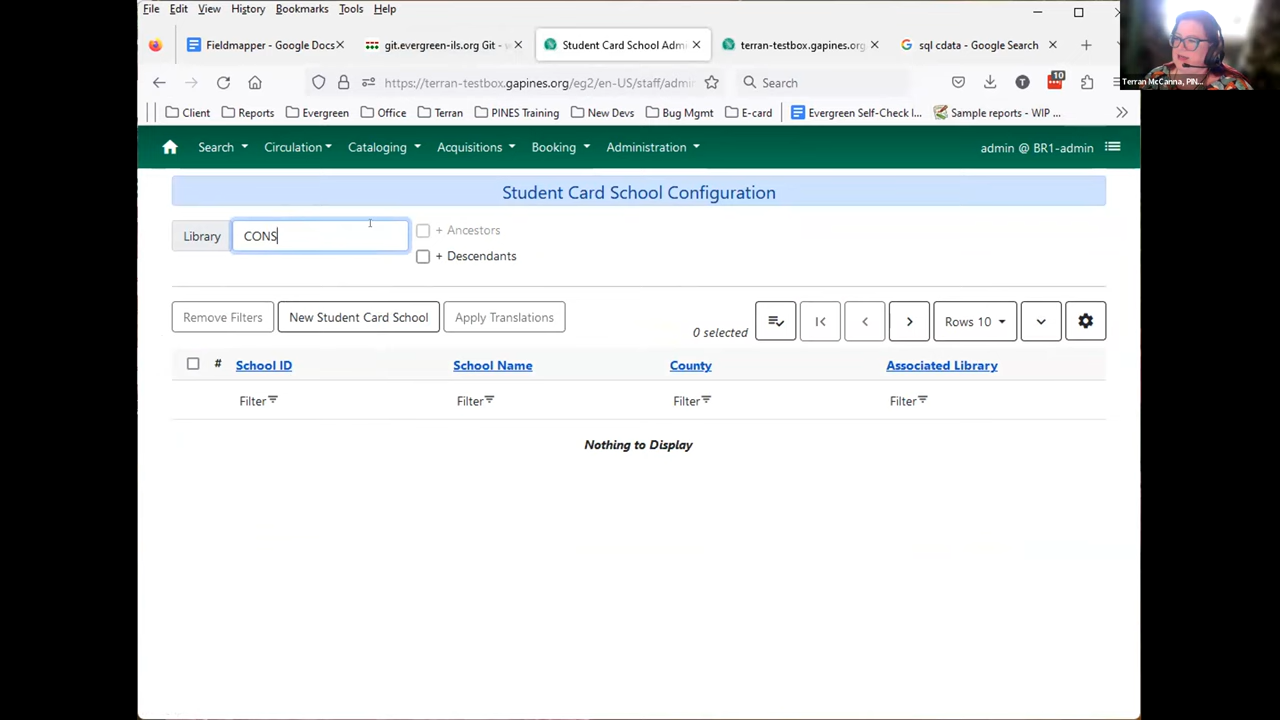 File Edit View History Bookmarks Tools Help
Fieldmapper - Google Docs
git.evergreen-ils.org Git -
Student Card School Adm
terran-testbox.gapines.org/
sql cdata - Google Search
https://terran-testbox.gapines.org/eg2/en-US/staff/admi
Search
T
10
Terran McCanna, PIN...
Client Reports Evergreen Office Terran PINES Training New Devs Bug Mgmt E-card Evergreen Self-Check I... Sample reports - WIP ...
Search Circulation Cataloging Acquisitions Booking Administration admin @ BR1-admin
Student Card School Configuration
Library CONS
+ Ancestors
+ Descendants
Remove Filters New Student Card School Apply Translations 0 selected Rows 10
# School ID School Name County Associated Library
Filter Filter Filter Filter
Nothing to Display